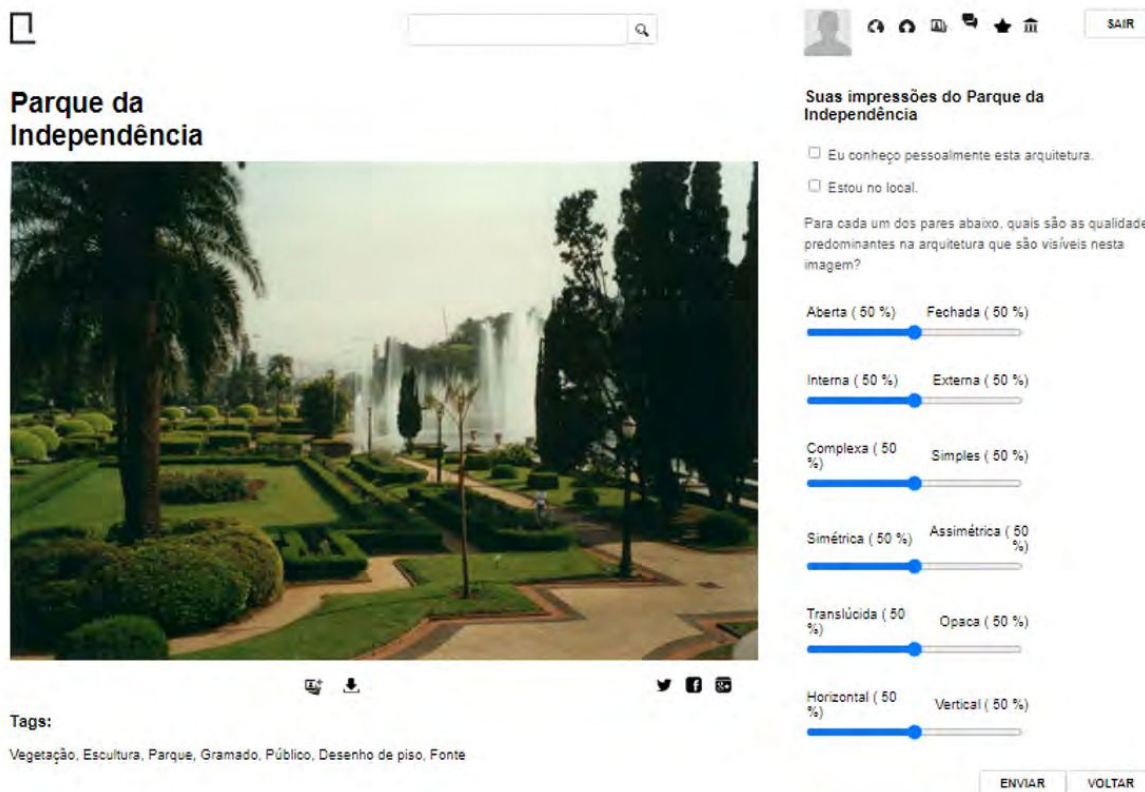 SAIR
Parque da
Independência
Suas impressões do Parque da
Independência
Eu conheço pessoalmente esta arquitetura.
Estou no local.
Para cada um dos pares abaixo, quais são as qualidade
predominantes na arquitetura que são visíveis nesta
imagem?
Aberta ( 50 %) Fechada ( 50 %)
Interna ( 50 %) Externa ( 50 %)
Complexa ( 50
%)
Simples ( 50 %)
Simétrica ( 50 %)
Assimétrica ( 50
%)
Translúcida ( 50
%)
Opaca ( 50 %)
Horizontal ( 50
%)
Vertical ( 50 %)
Tags:
Vegetação, Escultura, Parque, Gramado, Público, Desenho de piso, Fonte
ENVIAR VOLTAR